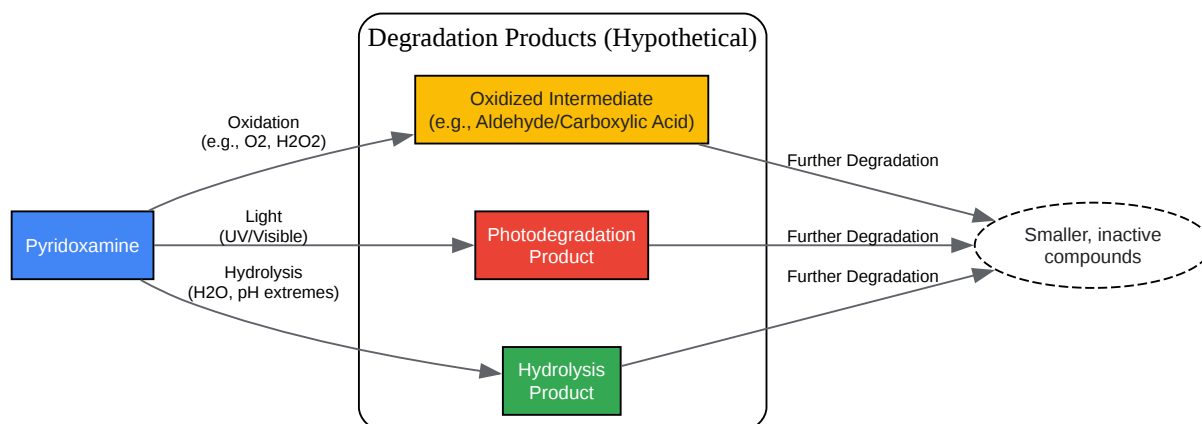 Degradation Products (Hypothetical)
Oxidized Intermediate
(e.g., Aldehyde/Carboxylic Acid)
Oxidation
(e.g., O2, H2O2)
Further Degradation
Pyridoxamine
Light
(UV/Visible)
Photodegradation
Product
Further Degradation
Smaller, inactive
compounds
Hydrolysis
(H2O, pH extremes)
Further Degradation
Hydrolysis
Product